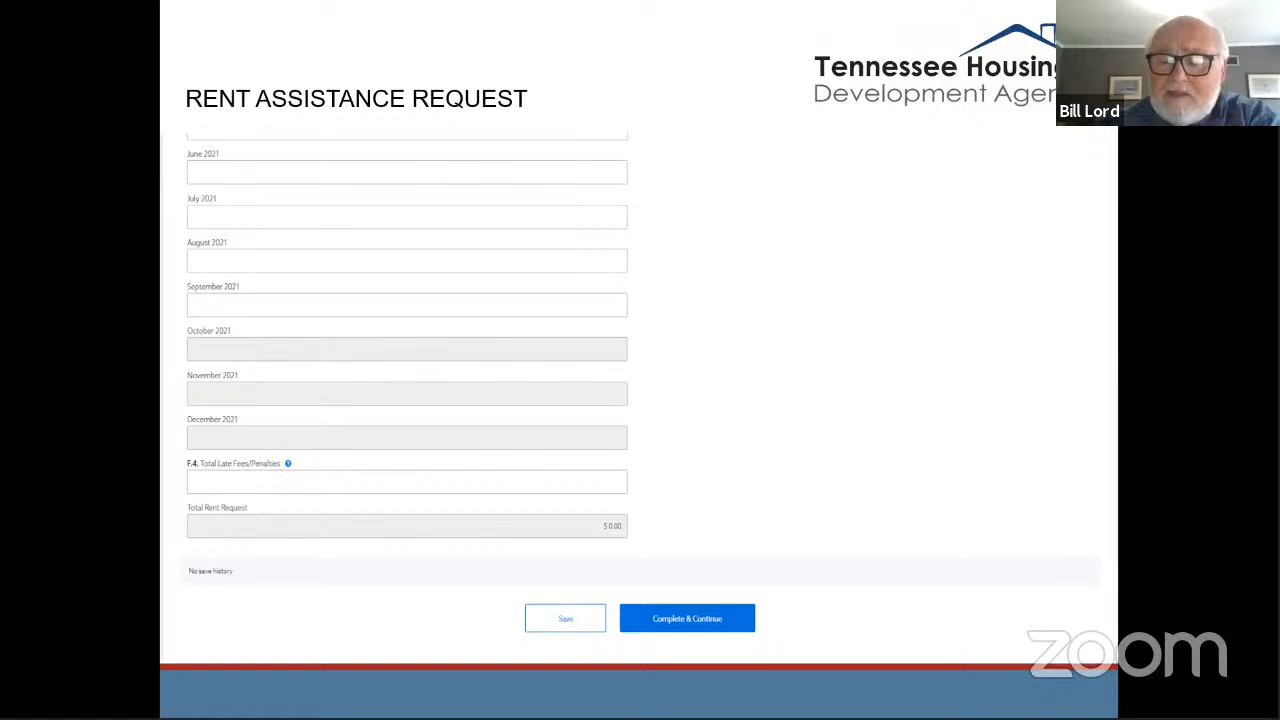 Tennessee Housing
Development Agen
Bill Lord
RENT ASSISTANCE REQUEST
June 2021
July 2021
August 2021
September 2021
October 2021
November 2021
December 2021
F.4. Total Late Fees/Penalties ?
Total Rent Request
$ 0.00
No save history
Save
Complete & Continue
zoom